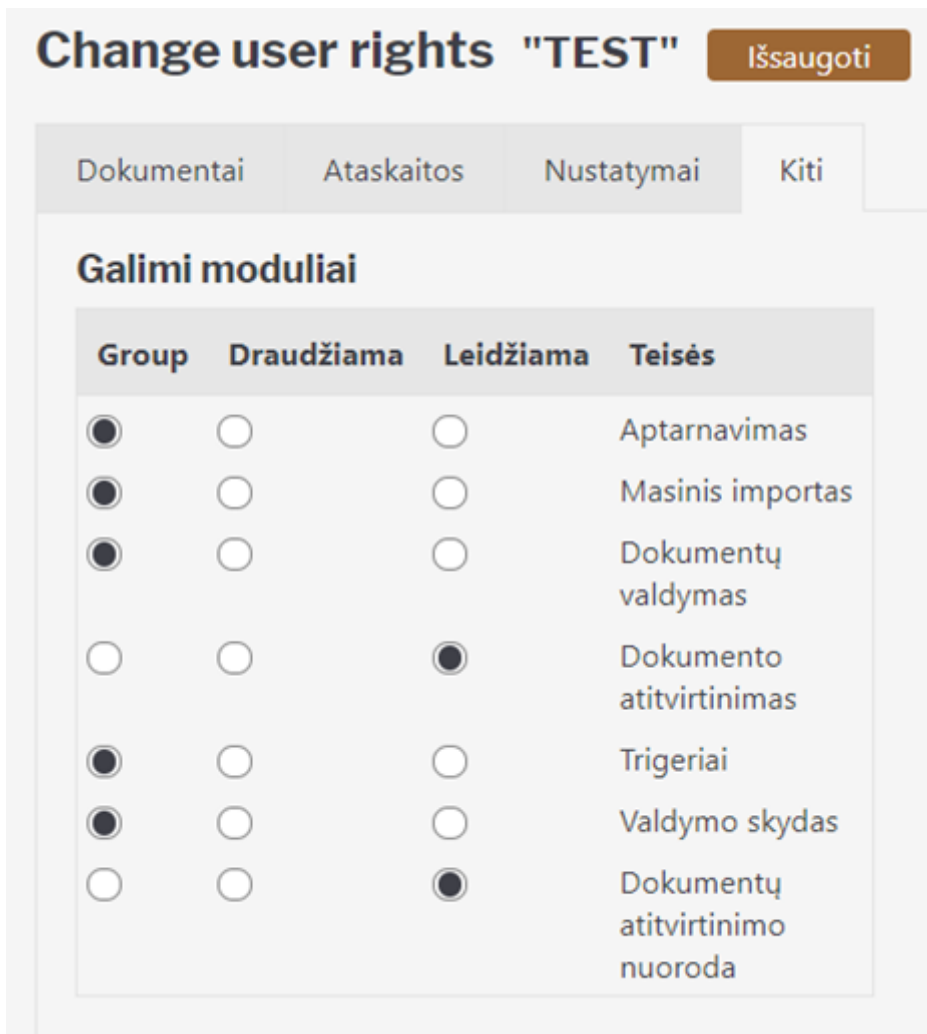 Change user rights "TEST" Išsaugoti
Dokumentai Ataskaitos Nustatymai Kiti
Galimi moduliai
Group Draudžiama Leidžiama Teisės
Aptarnavimas
Masinis importas
Dokumentų
valdymas
Dokumento
atitvirtinimas
Trigeriai
Valdymo skydas
Dokumentų
atitvirtinimo
nuoroda